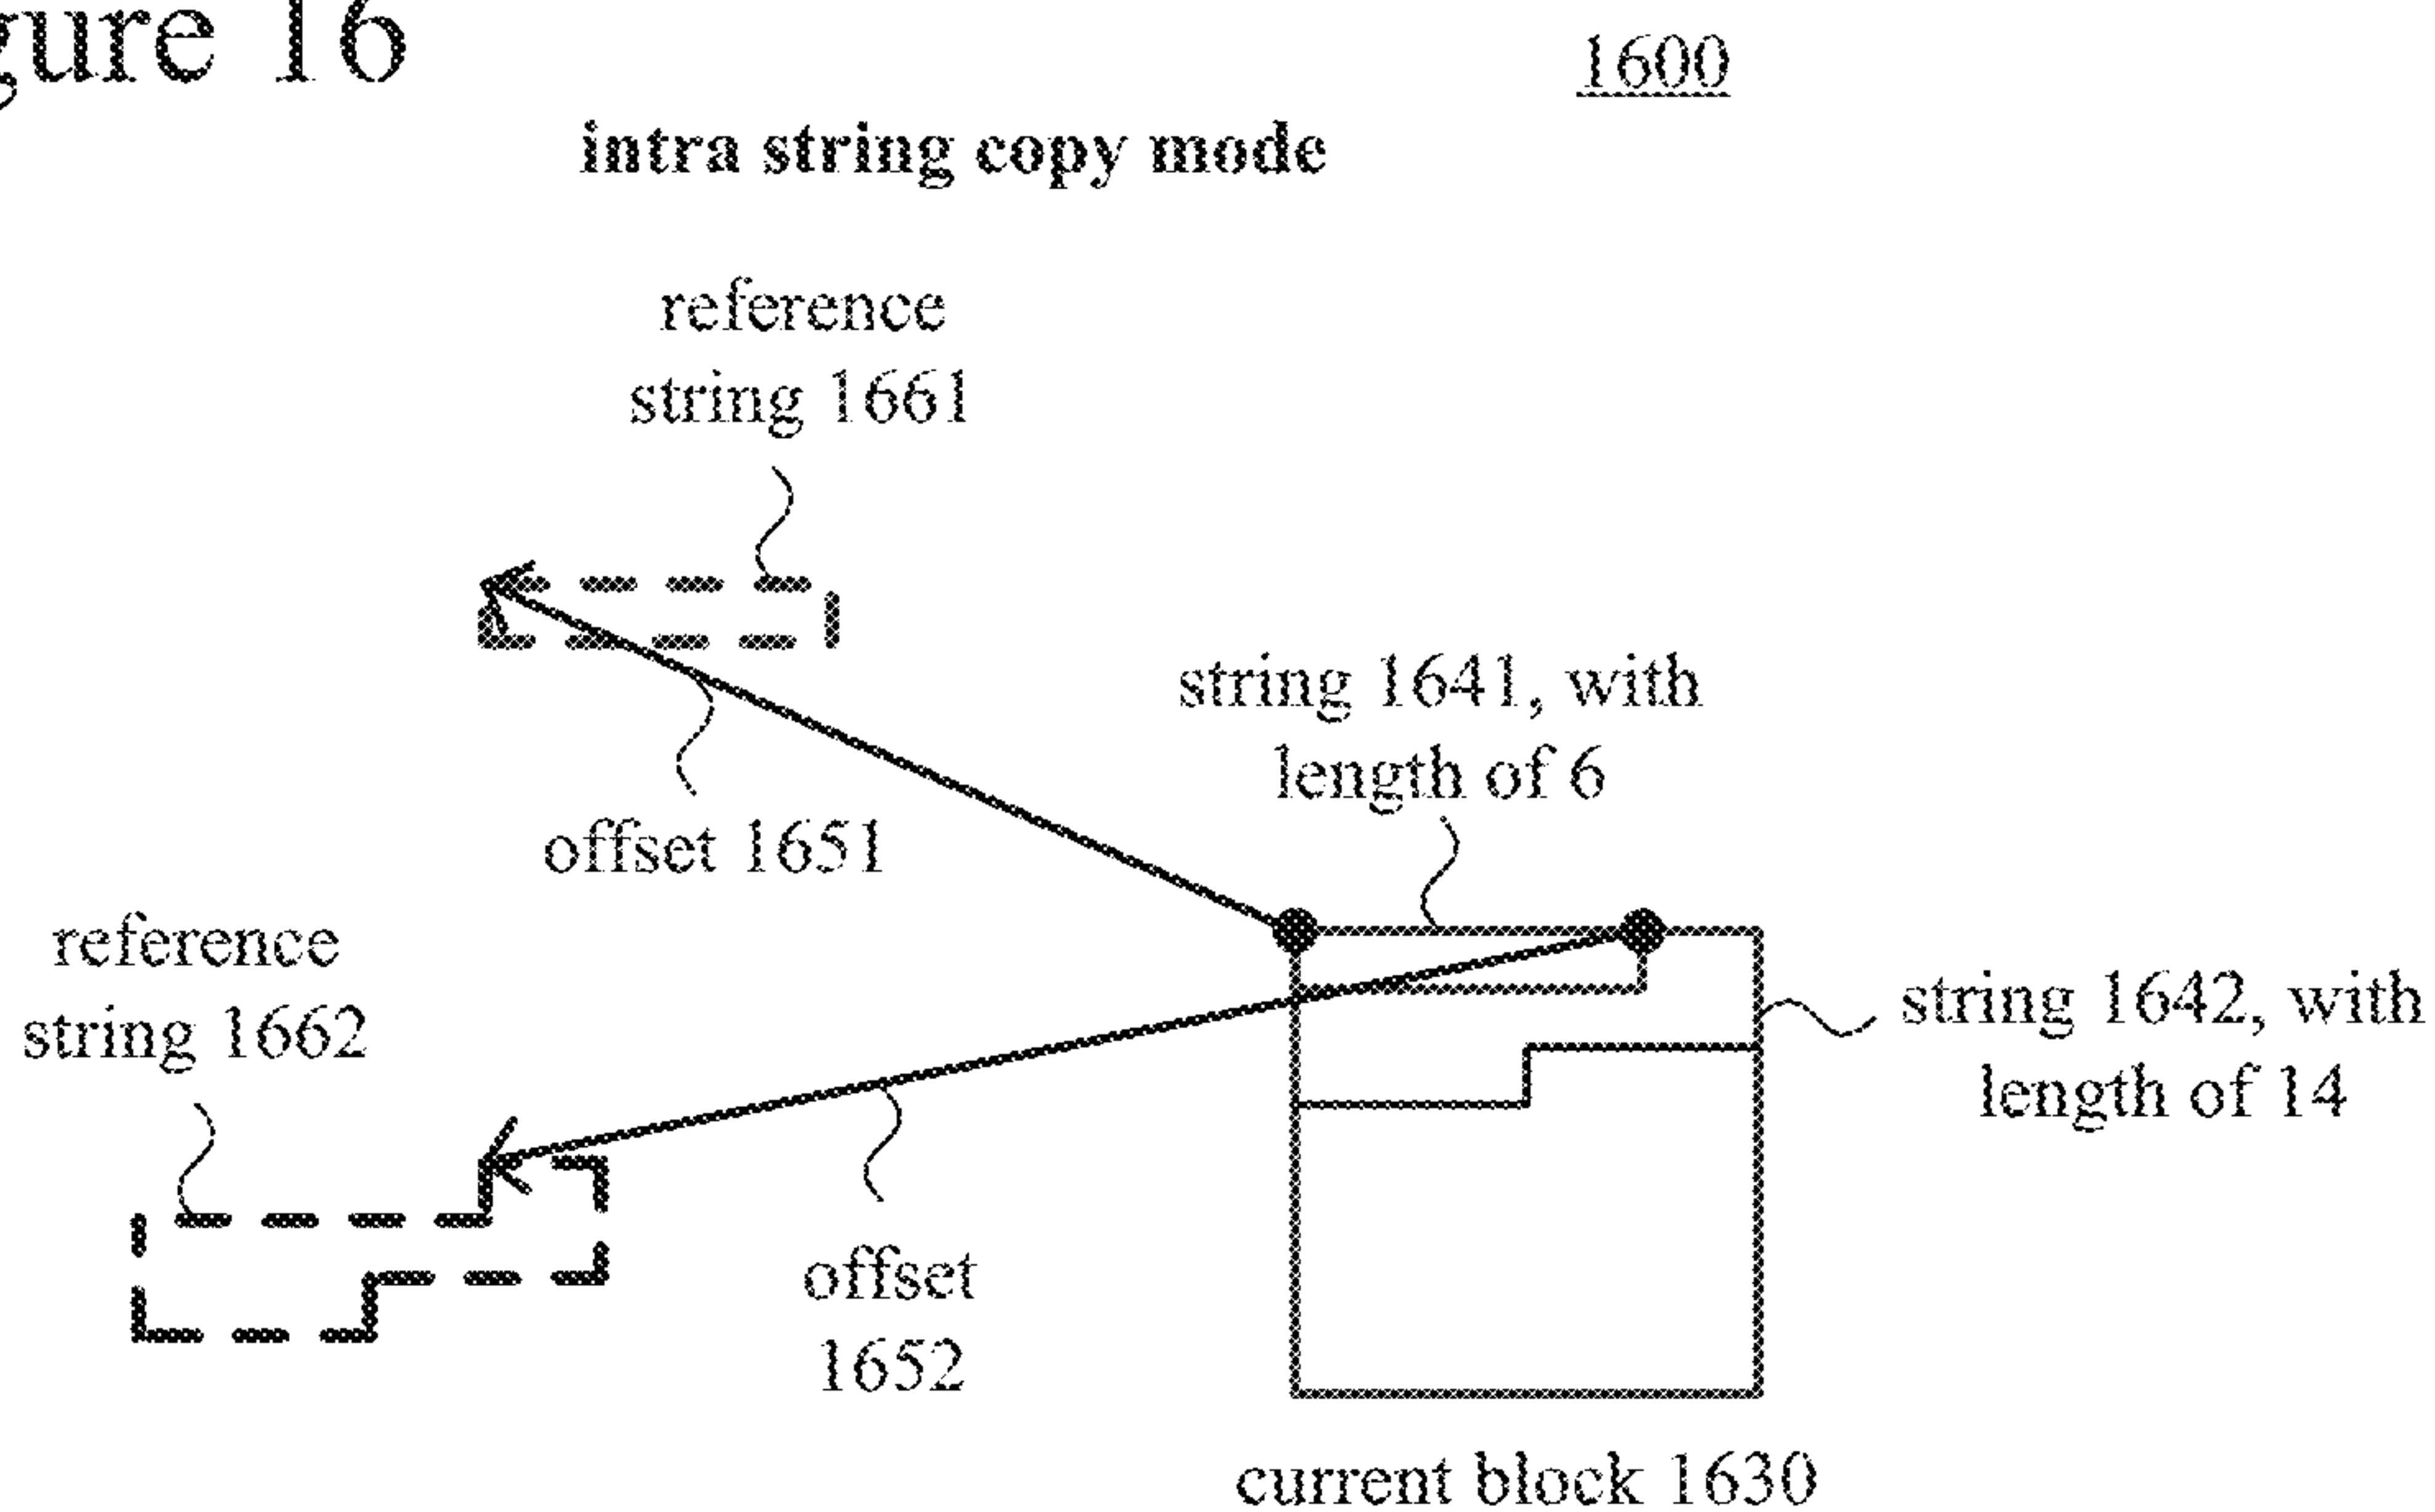 gure 16
1600
intra string copy mode
reference
string 1661
string 1641, with
length of 6
offset 1651
reference
string 1662
string 1642, with
length of 14
offset
1652
current block 1630